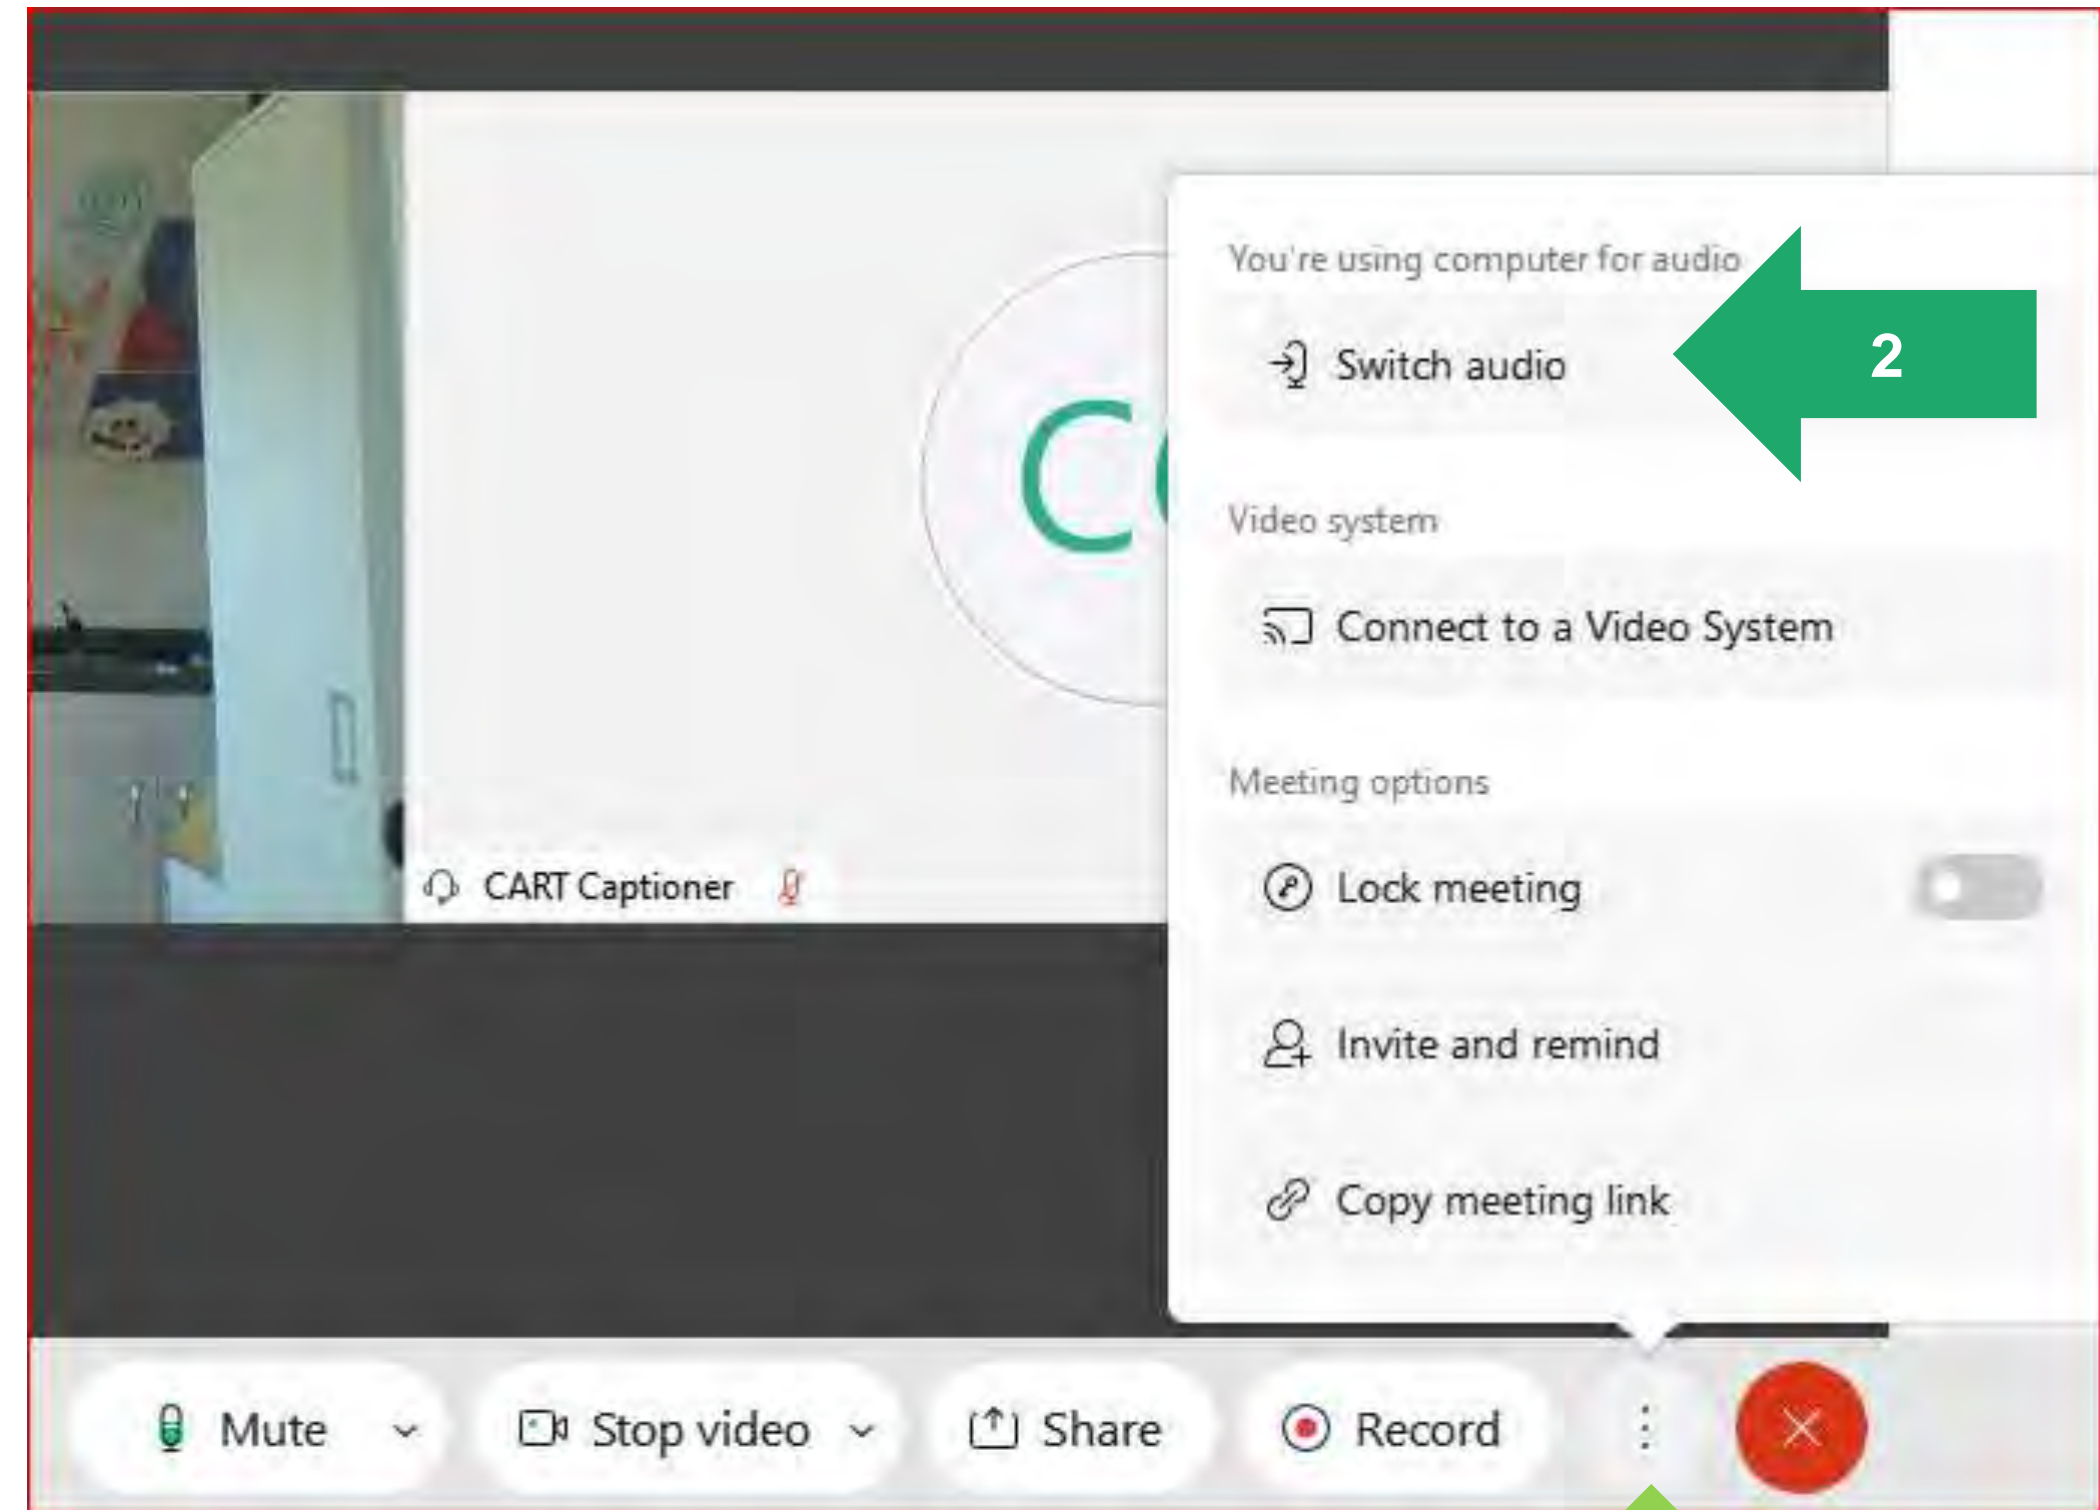 You're using computer for audio
Switch audio
2
Video system
Connect to a Video System
Meeting options
Lock meeting
Invite and remind
Copy meeting link
CART Captioner
Mute
Stop video
Share
Record